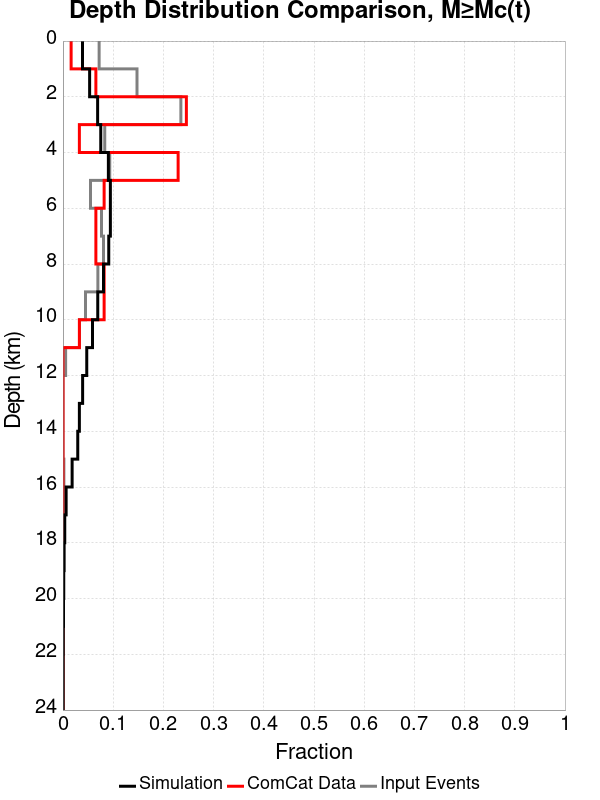 Depth Distribution Comparison, M≥Mc(t)
0
2
4
6
8
10
12
14
16
18
20
22
24
Depth (km)
0 0.1 0.2 0.3 0.4 0.5 0.6 0.7 0.8 0.9 1
Fraction
Simulation ComCat Data Input Events